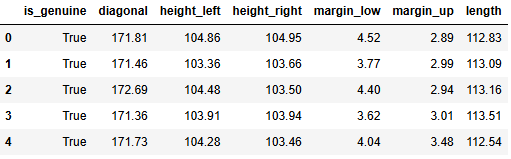 is_genuine diagonal height_left height_right margin_low margin_up length
0 True 171.81 104.86 104.95 4.52 2.89 112.83
1 True 171.46 103.36 103.66 3.77 2.99 113.09
2 True 172.69 104.48 103.50 4.40 2.94 113.16
3 True 171.36 103.91 103.94 3.62 3.01 113.51
4 True 171.73 104.28 103.46 4.04 3.48 112.54